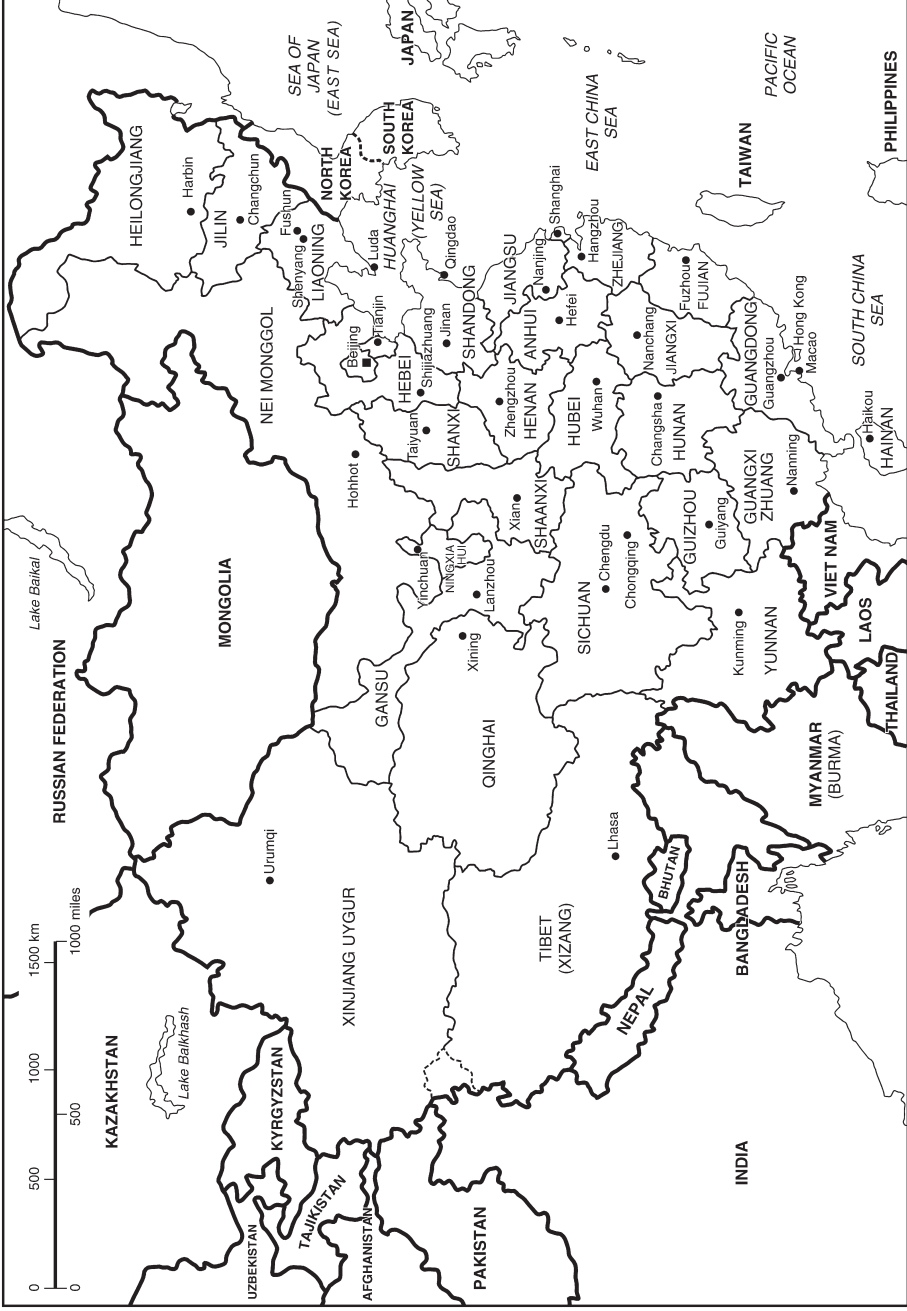 0 500 1000 1500 km
0 500 1000 miles
RUSSIAN FEDERATION
Lake Baikal
KAZAKHSTAN
Lake Balkhash
MONGOLIA
UZBEKISTAN
KYRGYZSTAN
TAJIKISTAN
AFGHANISTAN
PAKISTAN
INDIA
NEPAL
BHUTAN
BANGLADESH
MYANMAR
(BURMA)
THAILAND
LAOS
VIET NAM
XINJIANG UYGUR
Urumqi
TIBET
(XIZANG)
Lhasa
QINGHAI
Xining
GANSU
Lanzhou
NINGXIA
(HUI
Yinchuan
NEI MONGGOL
Hohhot
HEILONGJIANG
Harbin
JILIN
Changchun
Fushun
Shenyang
LIAONING
Luda
Beijing
Tianjin
HEBEI
Shijiazhuang
Taiyuan
SHANXI
Jinan
SHANDONG
Qingdao
Xian
SHAANXI
Zhengzhou
HENAN
JIANGSU
Nanjing
ANHUI
Hefei
Shanghai
Hangzhou
ZHEJIANG
HUBEI
Wuhan
SICHUAN
Chengdu
Chongqing
Changsha
HUNAN
Nanchang
JIANGXI
Fuzhou
FUJIAN
GUIZHOU
Guiyang
Kunming
YUNNAN
GUANGXI
ZHUANG
Nanning
GUANGDONG
Guangzhou
Hong Kong
Macao
Haikou
HAINAN
NORTH
KOREA
SOUTH
KOREA
JAPAN
SEA OF
JAPAN
(EAST SEA)
HUANGHAI
(YELLOW
SEA)
EAST CHINA
SEA
PACIFIC
OCEAN
TAIWAN
SOUTH CHINA
SEA
PHILIPPINES